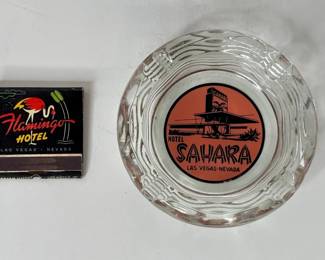 Flamingo
HOTEL
LAS VEGAS · NEVADA
HOTEL
SAHARA
LAS VEGAS-NEVADA